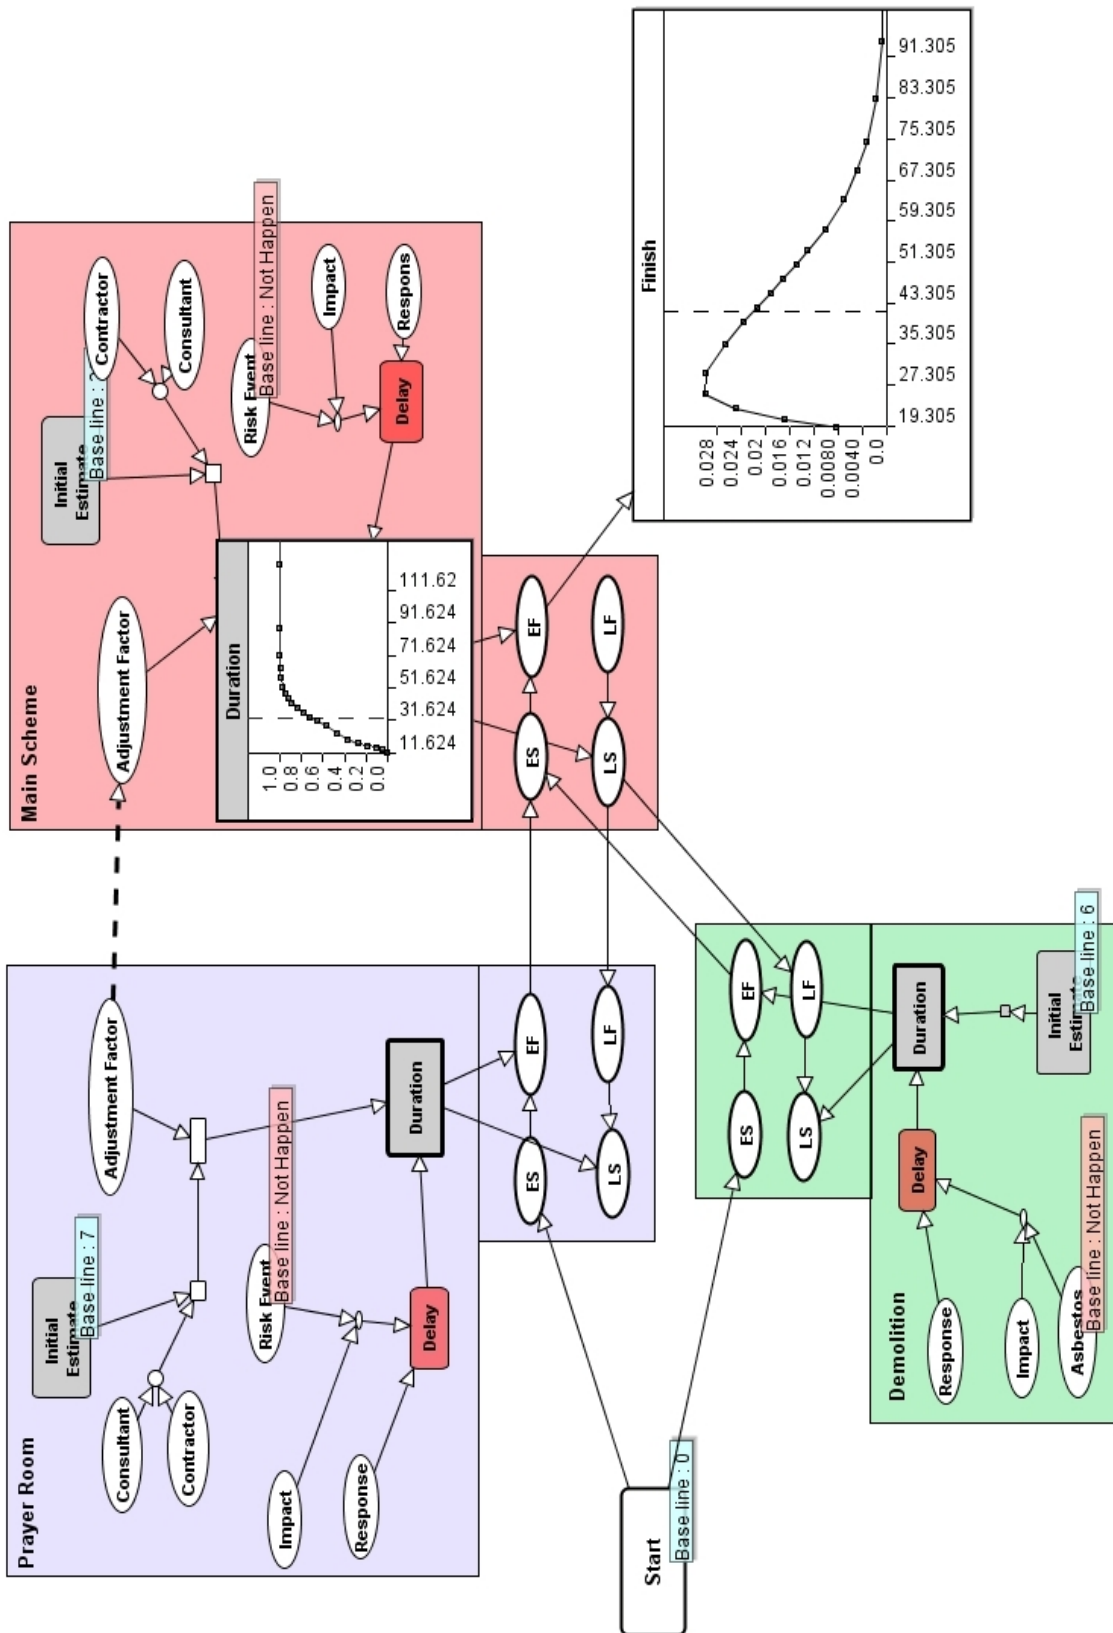 Prayer Room
Initial
Estimate
Base line : 7
Consultant
Contractor
Adjustment Factor
Risk Event
Base line : Not Happen
Impact
Response
Delay
Duration
ES
EF
LS
LF
Main Scheme
Adjustment Factor
Initial
Estimate
Base line :
Contractor
Consultant
Risk Event
Base line : Not Happen
Impact
Respons
Delay
Duration
1.0
0.8
0.6
0.4
0.2
0.0
11.624
31.624
51.624
71.624
91.624
111.62
ES
EF
LS
LF
Start
Base line : 0
ES
EF
LS
LF
Demolition
Response
Delay
Duration
Impact
Asbestos
Base line : Not Happen
Initial
Estimate
Base line : 6
Finish
0.028
0.024
0.02
0.016
0.012
0.0080
0.0040
0.0
19.305
27.305
35.305
43.305
51.305
59.305
67.305
75.305
83.305
91.305